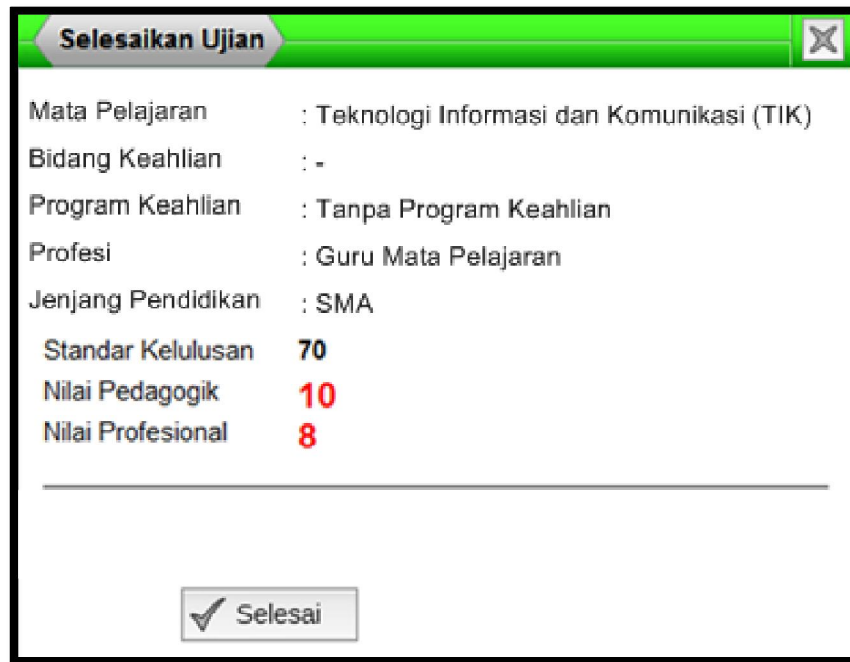 Selesaikan Ujian
Mata Pelajaran : Teknologi Informasi dan Komunikasi (TIK)
Bidang Keahlian : -
Program Keahlian : Tanpa Program Keahlian
Profesi : Guru Mata Pelajaran
Jenjang Pendidikan : SMA
Standar Kelulusan 70
Nilai Pedagogik 10
Nilai Profesional 8
Selesai